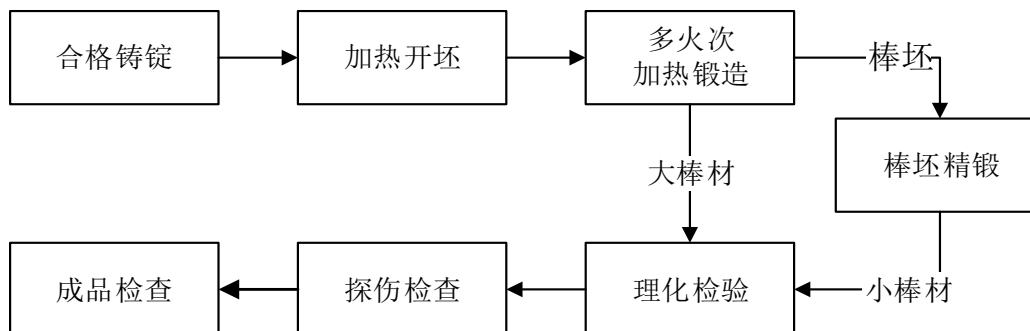 合格铸锭
加热开坯
多火次
加热锻造
棒坯
大棒材
棒坯精锻
成品检查
探伤检查
理化检验
小棒材